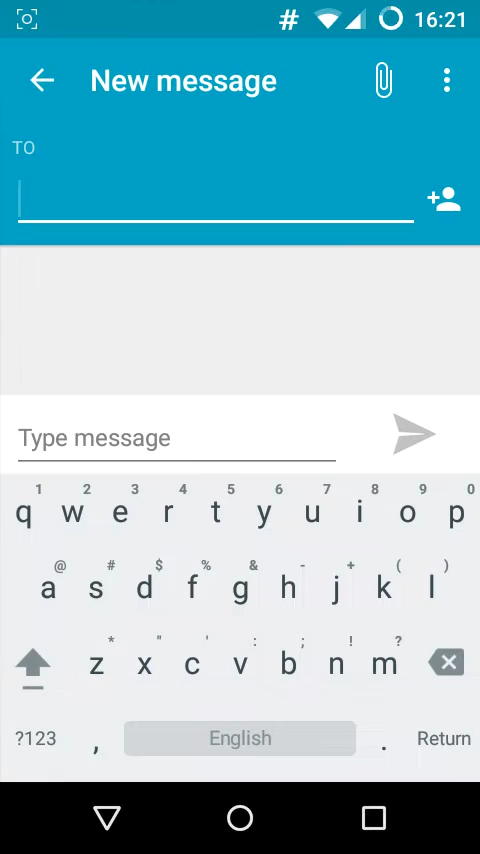 # 16:21
New message
TO
Type message
1 2 3 4 5 6 7 8 9 0
q w e r t y u i o p
@ # $ % & - + ( )
a s d f g h j k l
* " ' : ; ! ?
z x c v b n m
?123 , English . Return